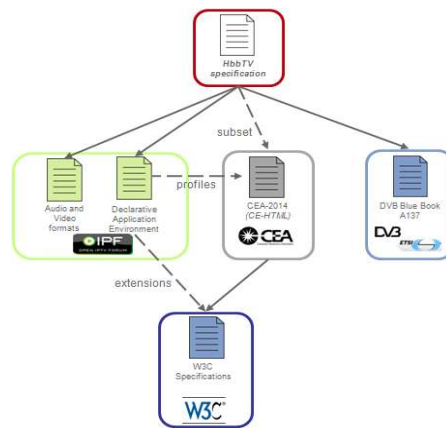 HbbTV
specification
subset
Audio and
Video
formats
Declarative
Application
Environment
profiles
CEA-2014
(CE-HTML)
DVB Blue Book
A137
OIPF
OPEN IPTV FORUM
CEA
DVB
ETSI
extensions
W3C
Specifications
W3C®